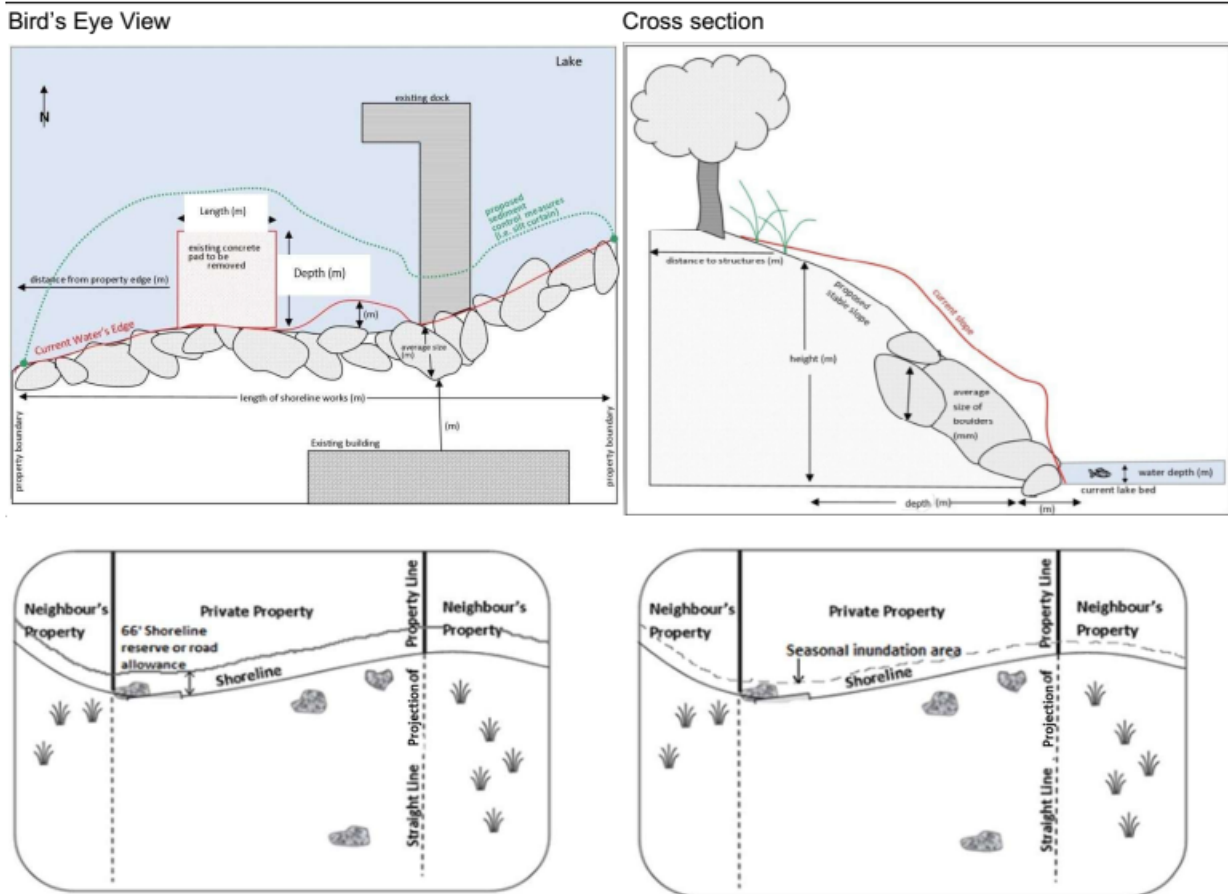 Bird's Eye View
Cross section
Lake
N
existing dock
Length (m)
existing concrete
pad to be
removed
Depth (m)
proposed
sediment
control measures
(i.e. silt curtain)
distance from property edge (m)
(m)
Current Water's Edge
average size
(m)
length of shoreline works (m)
(m)
Existing building
property boundary
property boundary
distance to structures (m)
proposed
stable slope
current slope
height (m)
average
size of
boulders
(mm)
water depth (m)
current lake bed
depth (m)
(m)
Neighbour's
Property
Private Property
Property Line
Neighbour's
Property
66' Shoreline
reserve or road
allowance
Shoreline
Straight Line Projection of
Neighbour's
Property
Private Property
Property Line
Neighbour's
Property
Seasonal inundation area
Shoreline
Straight Line Projection of